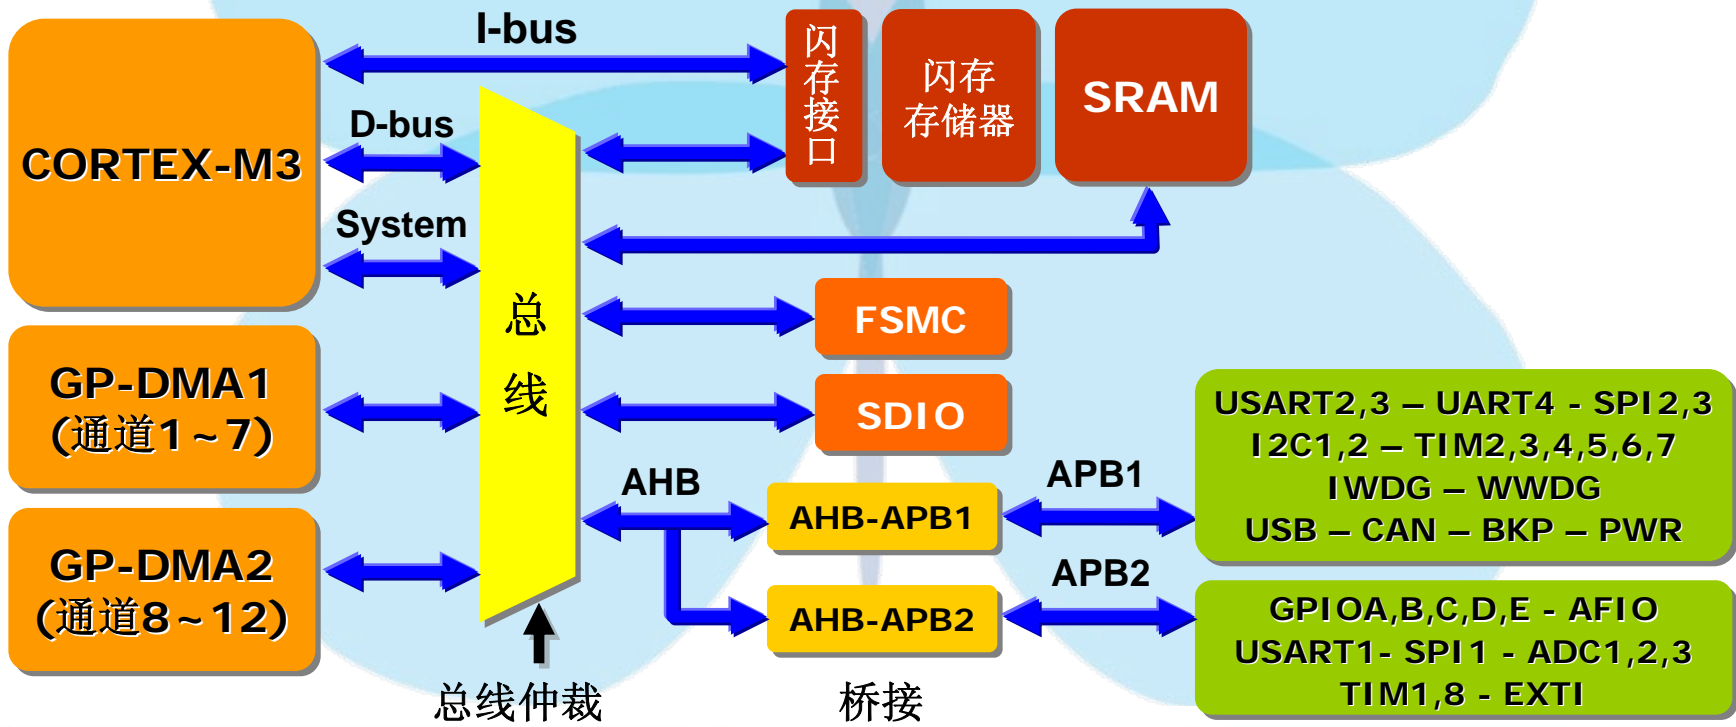 I-bus
闪存接口
闪存
存储器
SRAM
D-bus
CORTEX-M3
System
总线
FSMC
GP-DMA1
(通道1~7)
SDIO
USART2,3 – UART4 - SPI2,3
I2C1,2 – TIM2,3,4,5,6,7
IWDG – WWDG
USB – CAN – BKP – PWR
AHB
APB1
AHB-APB1
GP-DMA2
(通道8~12)
APB2
AHB-APB2
GPIOA,B,C,D,E - AFIO
USART1- SPI1 - ADC1,2,3
TIM1,8 - EXTI
总线仲裁
桥接